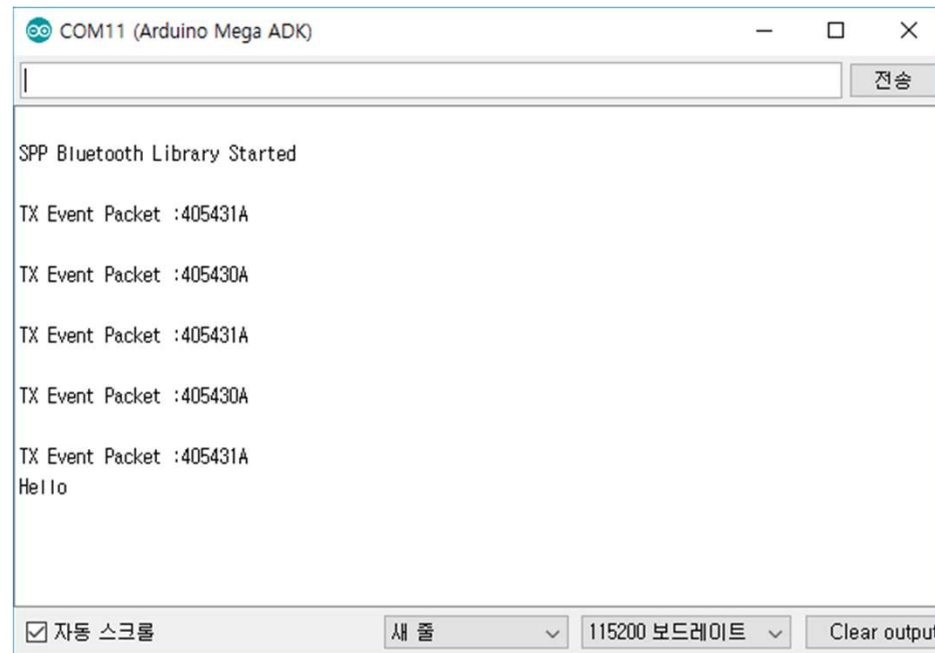 COM11 (Arduino Mega ADK)
전송
SPP Bluetooth Library Started
TX Event Packet :405431A
TX Event Packet :405430A
TX Event Packet :405431A
TX Event Packet :405430A
TX Event Packet :405431A
Hello
자동 스크롤
새 줄
115200 보드레이트
Clear output